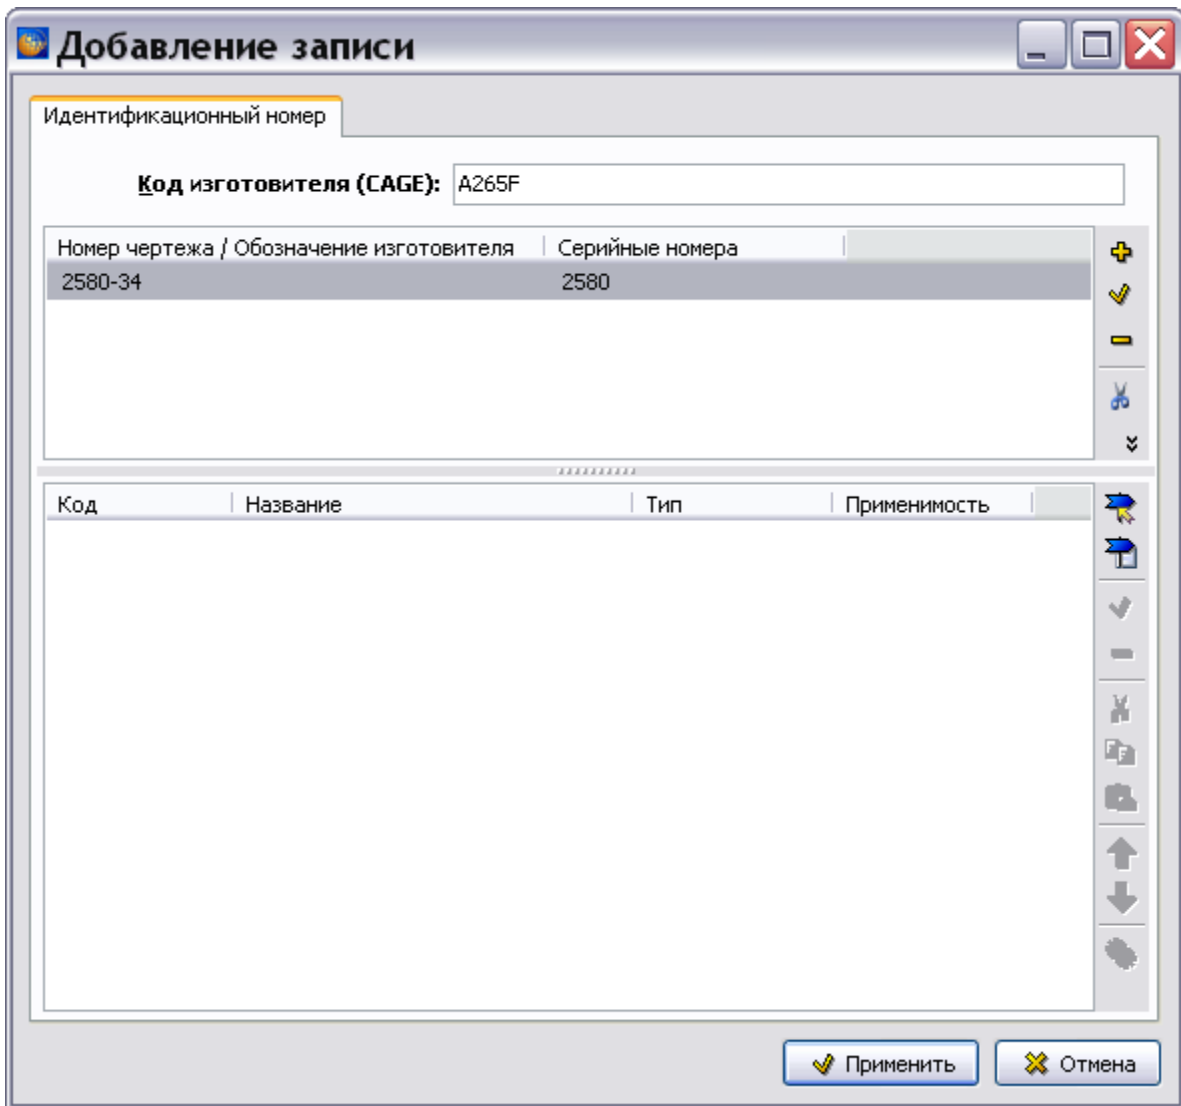 Добавление записи
Идентификационный номер
Код изготовителя (CAGE): A265F
Номер чертежа / Обозначение изготовителя Серийные номера
2580-34 2580
Код Название Тип Применимость
Применить Отмена